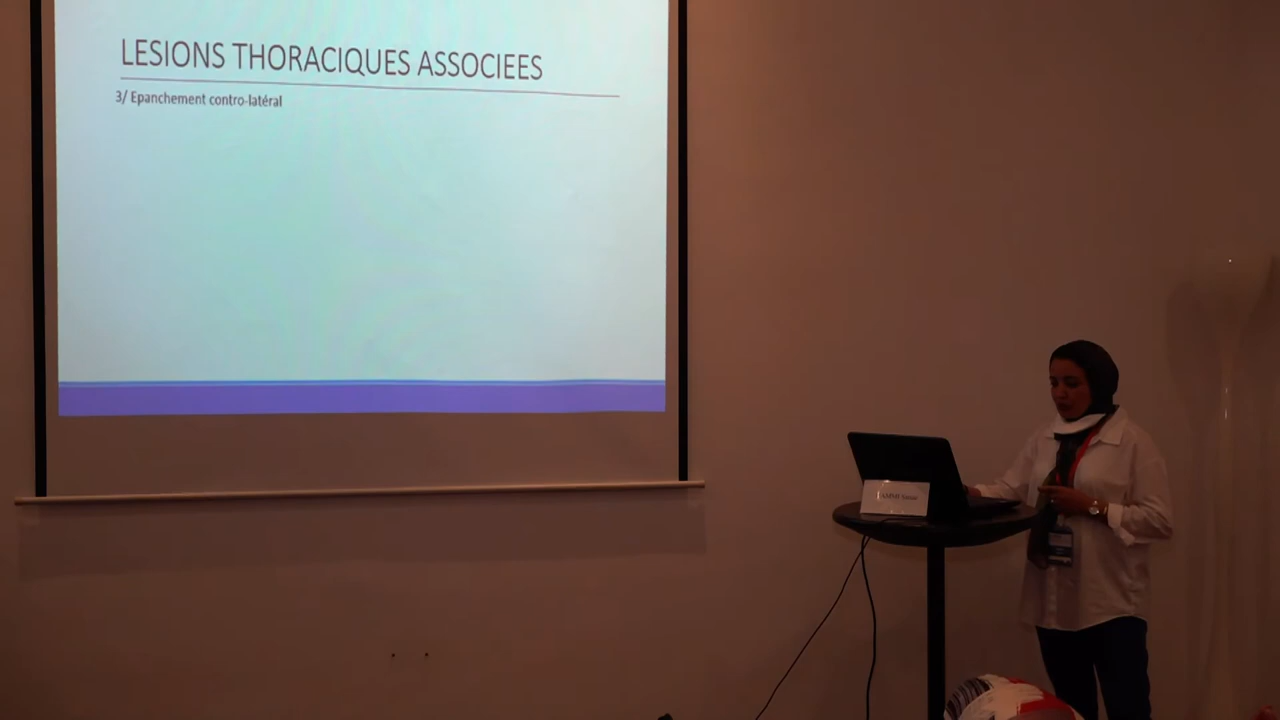 LESIONS THORACIQUES ASSOCIEES
3/ Epanchement contro-latéral